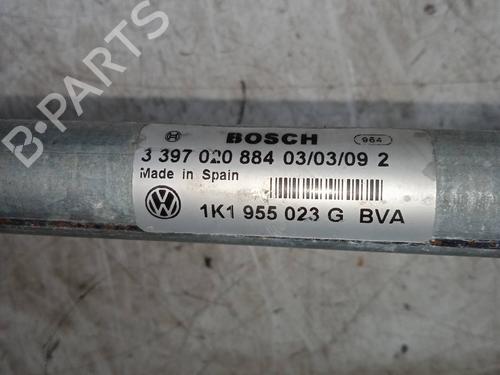 B-PARTS
BOSCH 964
3 397 020 884 03/03/09 2
Made in Spain
1K1 955 023 G BVA